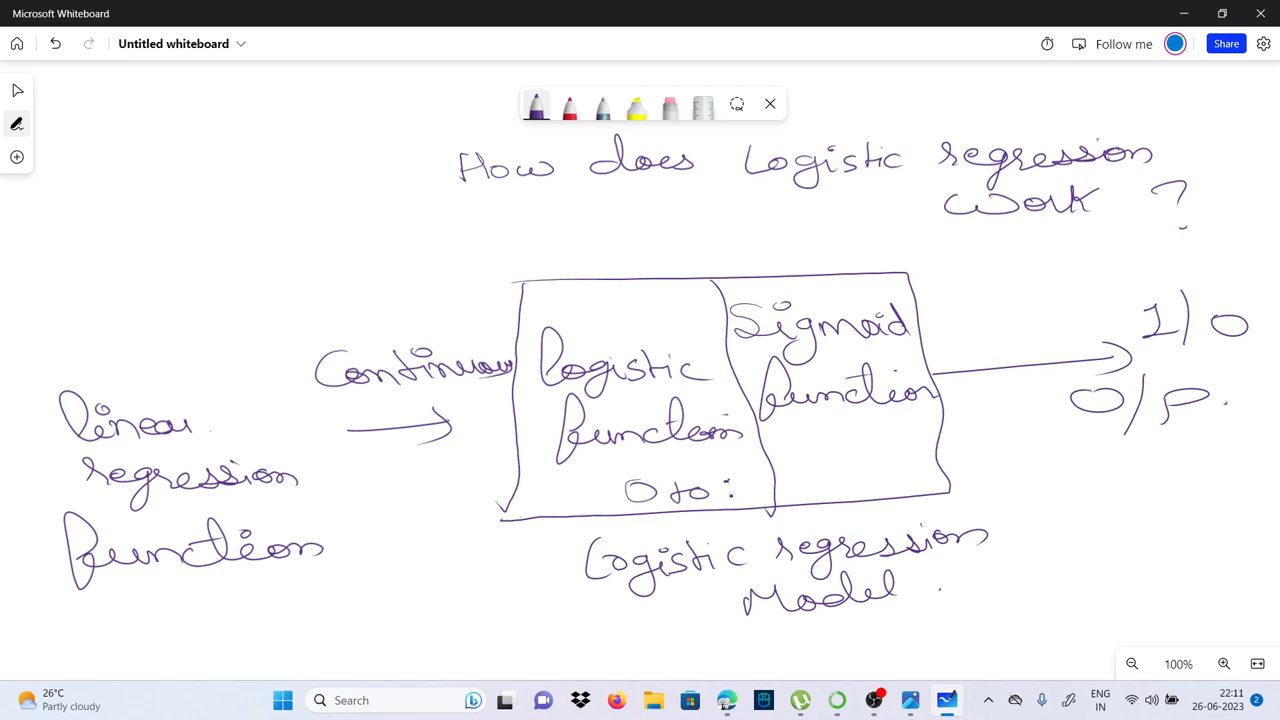 Microsoft Whiteboard
Untitled whiteboard
Follow me
Share
How does Logistic regression
work ?
Sigmoid
function
1/0
O/P.
Continuous
Logistic
function
0 to
linear
regression
function
Logistic regression
Model
100%
26°C
Partly cloudy
Search
ENG
IN
22:11
26-06-2023
2